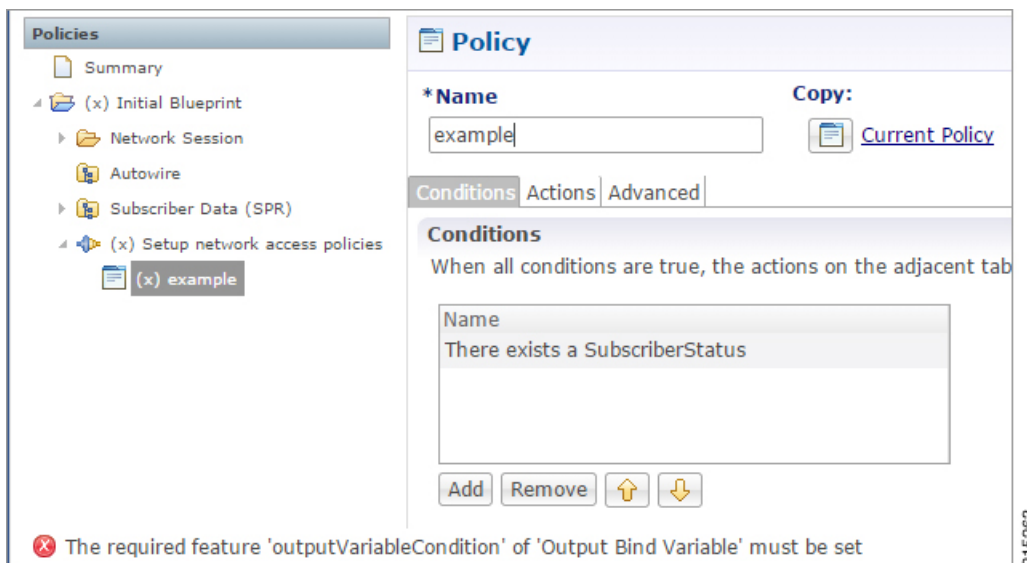 Policies
Summary
(x) Initial Blueprint
Network Session
Autowire
Subscriber Data (SPR)
(x) Setup network access policies
(x) example
Policy
*Name
Copy:
example
Current Policy
Conditions Actions Advanced
Conditions
When all conditions are true, the actions on the adjacent tab
Name
There exists a SubscriberStatus
Add Remove
The required feature 'outputVariableCondition' of 'Output Bind Variable' must be set